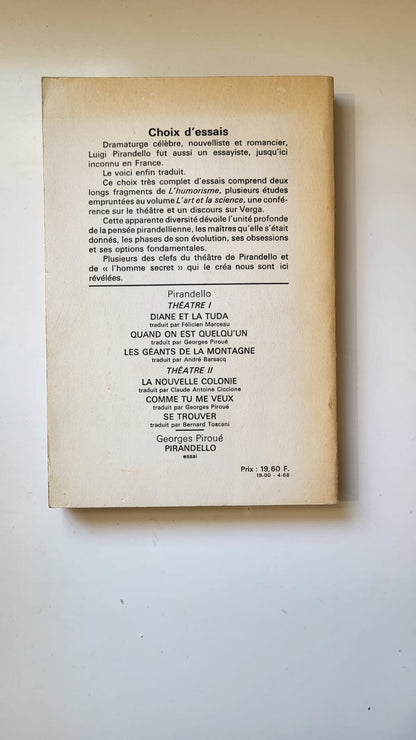 Choix d'essais
Dramaturge célèbre, nouvelliste et romancier,
Luigi Pirandello fut aussi un essayiste, jusqu'ici
inconnu en France.
Le voici enfin traduit.
Ce choix très complet d'essais comprend deux
longs fragments de L'humorisme, plusieurs études
empruntées au volume L'art et la science, une confé-
rence sur le théâtre et un discours sur Verga.
Cette apparente diversité dévoile l'unité profonde
de la pensée pirandellienne, les maîtres qu'elle s'était
donnés, les phases de son évolution, ses obsessions
et ses options fondamentales.
Plusieurs des clefs du théâtre de Pirandello et
de « l'homme secret » qui le créa nous sont ici
révélées.
Pirandello
THÉATRE I
DIANE ET LA TUDA
traduit par Félicien Marceau
QUAND ON EST QUELQU'UN
traduit par Georges Piroué
LES GÉANTS DE LA MONTAGNE
traduit par André Barsacq
THÉATRE II
LA NOUVELLE COLONIE
traduit par Claude Antoine Ciccione
COMME TU ME VEUX
traduit par Georges Piroué
SE TROUVER
traduit par Bernard Toscani
Georges Piroué
PIRANDELLO
essai
Prix : 19,60 F.
19-00 - 4-68